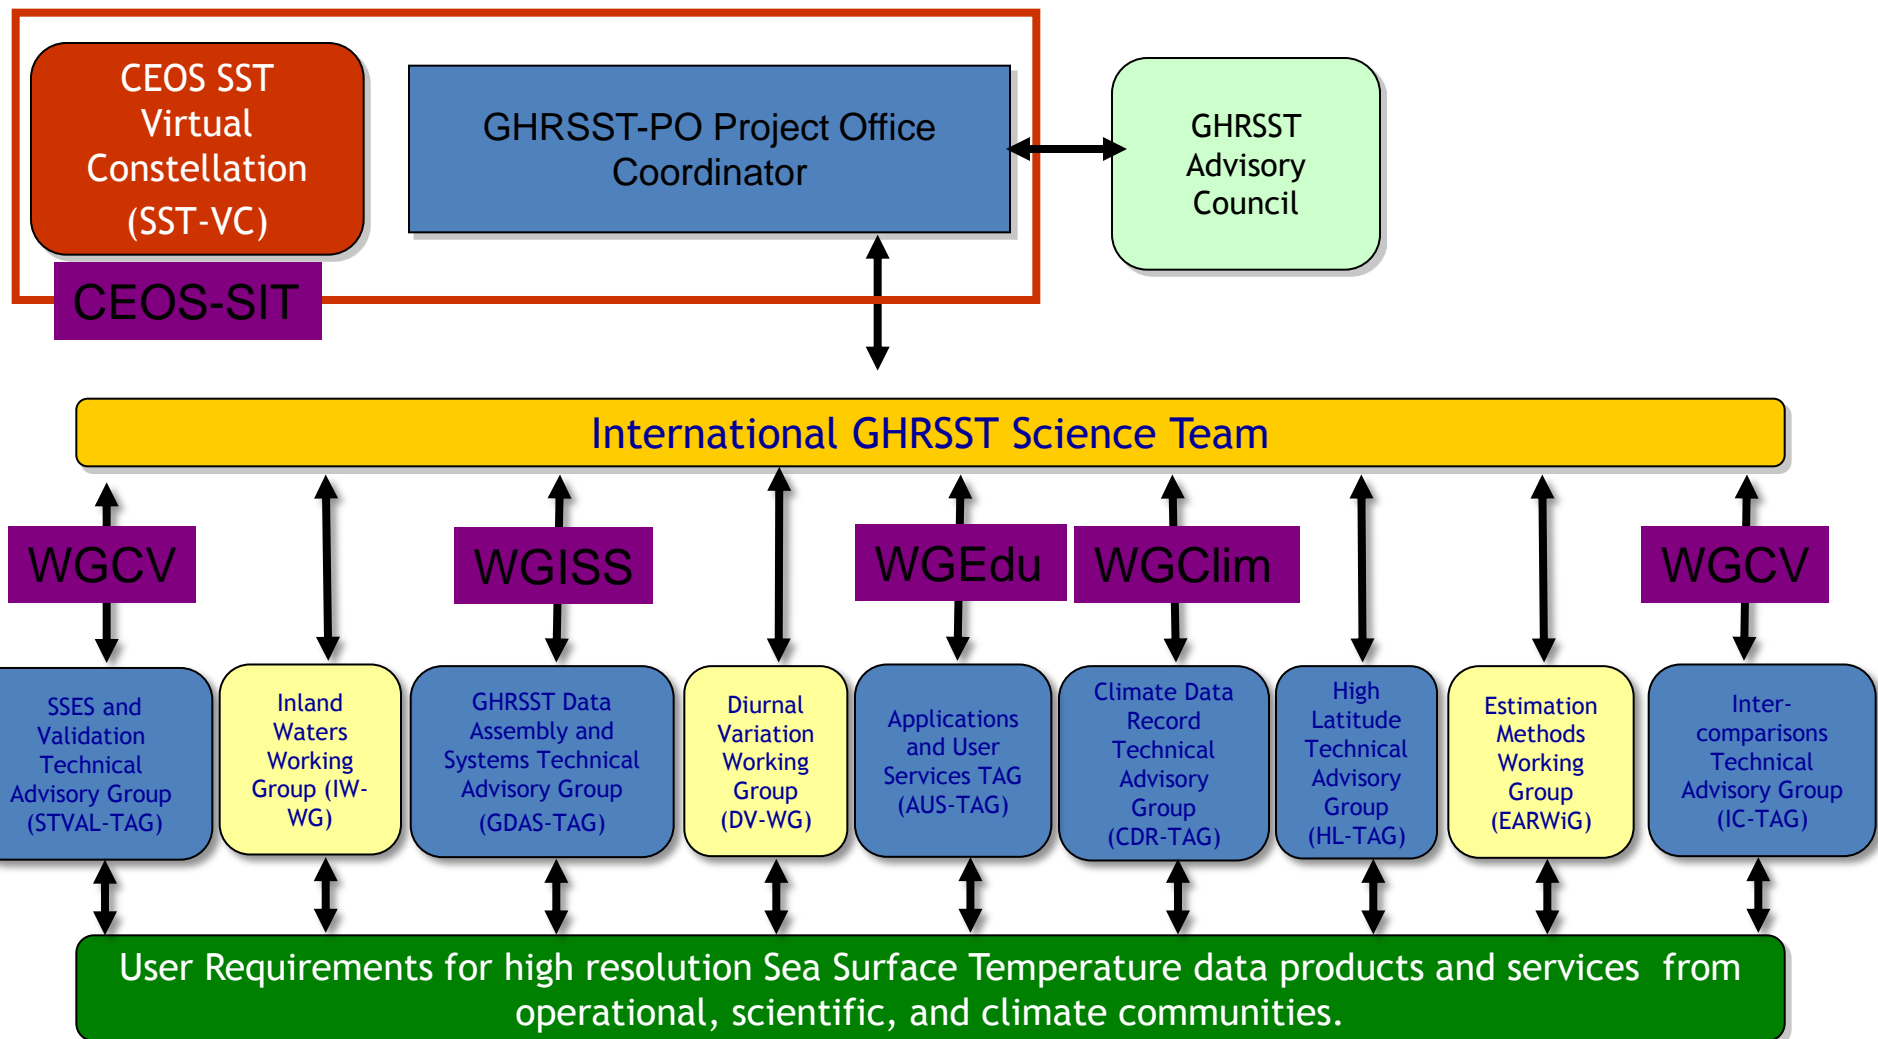 CEOS SST
Virtual
Constellation
(SST-VC)
GHRSST-PO Project Office
Coordinator
GHRSST
Advisory
Council
CEOS-SIT
International GHRSST Science Team
WGCV
WGISS
WGEdu
WGClim
WGCV
SSES and
Validation
Technical
Advisory Group
(STVAL-TAG)
Inland
Waters
Working
Group (IW-
WG)
GHRSST Data
Assembly and
Systems Technical
Advisory Group
(GDAS-TAG)
Diurnal
Variation
Working
Group
(DV-WG)
Applications
and User
Services TAG
(AUS-TAG)
Climate Data
Record
Technical
Advisory
Group
(CDR-TAG)
High
Latitude
Technical
Advisory
Group
(HL-TAG)
Estimation
Methods
Working
Group
(EARWiG)
Inter-
comparisons
Technical
Advisory Group
(IC-TAG)
User Requirements for high resolution Sea Surface Temperature data products and services from
operational, scientific, and climate communities.